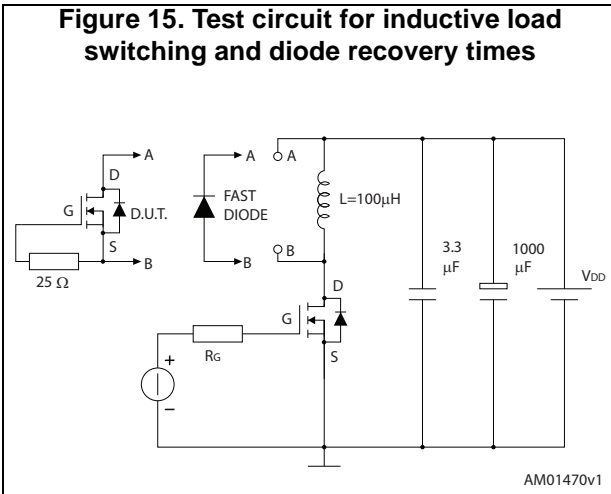 Figure 15. Test circuit for inductive load
switching and diode recovery times
A
D
G
D.U.T.
S
B
25 Ω
A
FAST
DIODE
B
A
L=100μH
B
D
G
S
RG
+
–
3.3
μF
1000
μF
VDD
AM01470v1